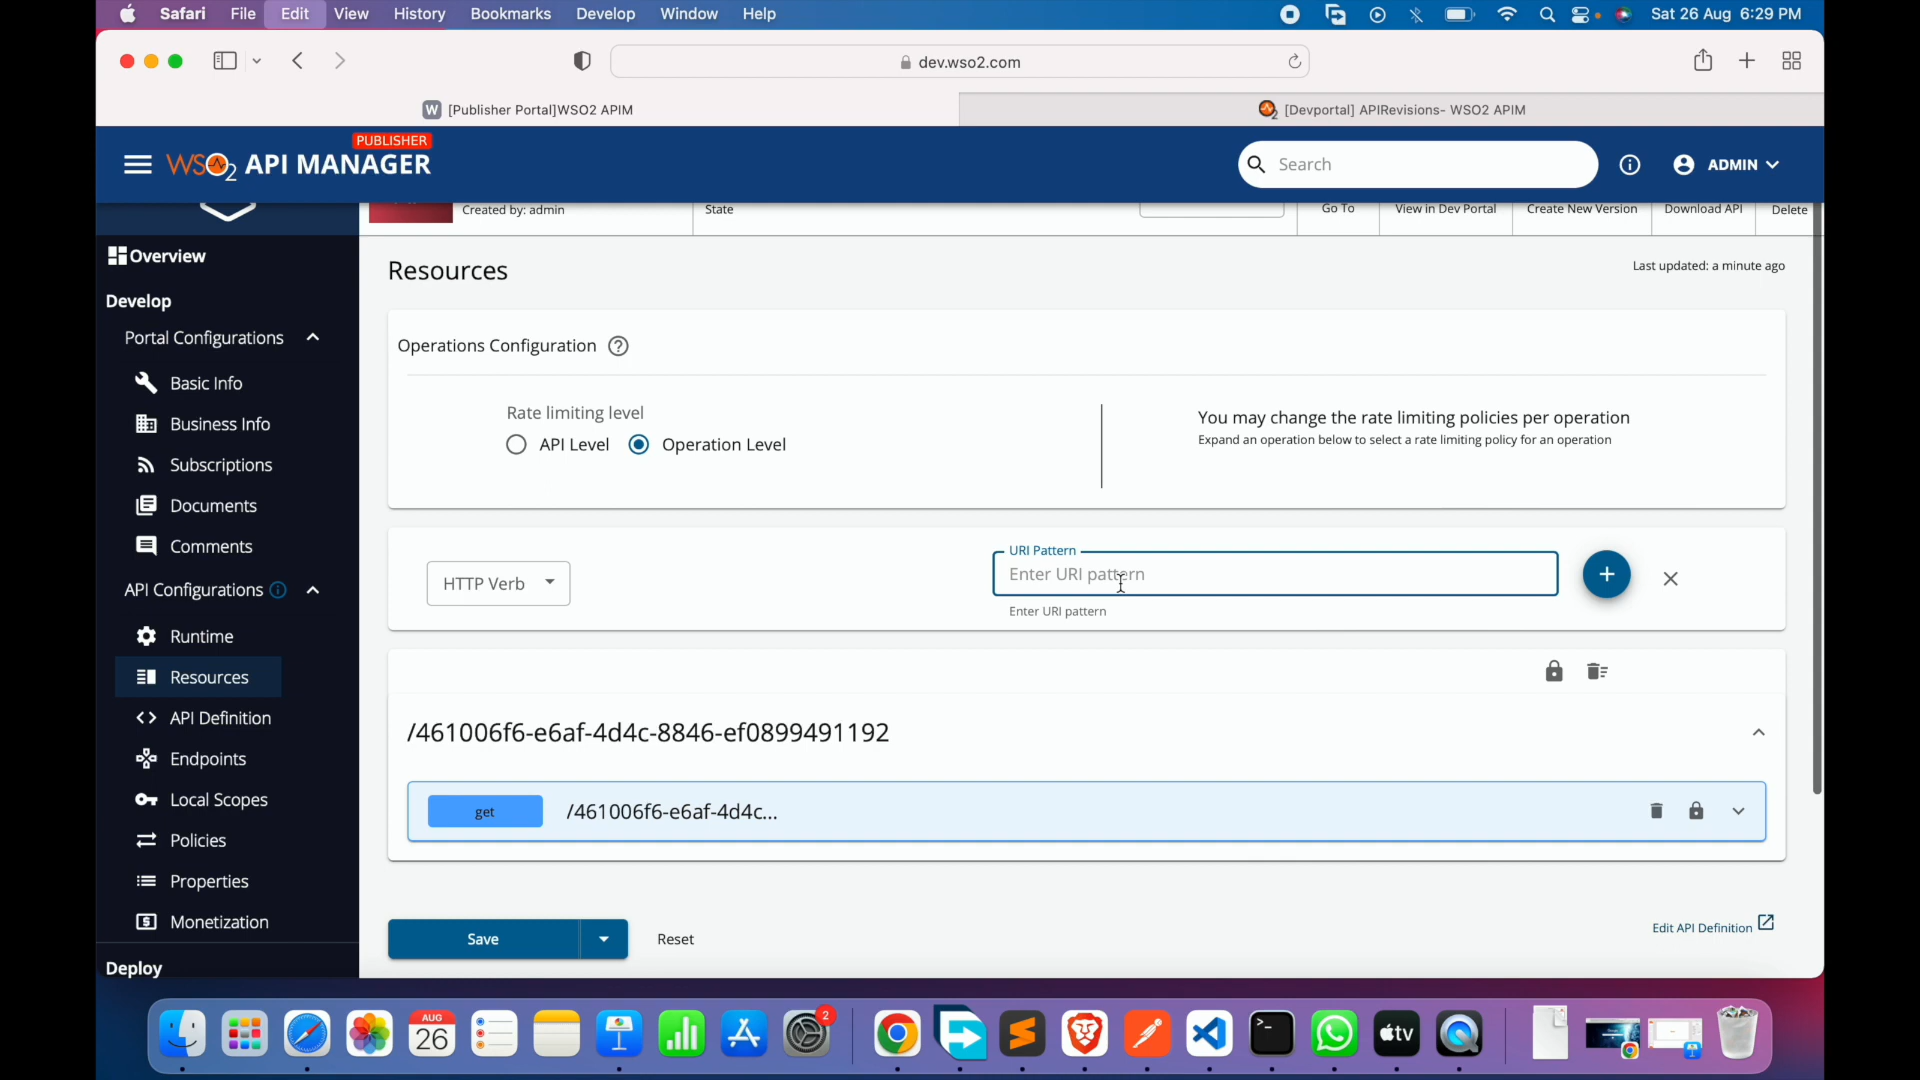 Safari File Edit View History Bookmarks Develop Window Help Sat 26 Aug 6:29 PM
dev.wso2.com
W [Publisher Portal]WSO2 APIM
[Devportal] APIRevisions- WSO2 APIM
PUBLISHER
WSO2 API MANAGER
Search
ADMIN
Created by: admin
State
Go To
View in Dev Portal
Create New Version
Download API
Delete
Overview
Develop
Portal Configurations
Basic Info
Business Info
Subscriptions
Documents
Comments
API Configurations
Runtime
Resources
API Definition
Endpoints
Local Scopes
Policies
Properties
Monetization
Deploy
Resources
Last updated: a minute ago
Operations Configuration
Rate limiting level
API Level Operation Level
You may change the rate limiting policies per operation
Expand an operation below to select a rate limiting policy for an operation
HTTP Verb
URI Pattern
Enter URI pattern
Enter URI pattern
/461006f6-e6af-4d4c-8846-ef0899491192
get /461006f6-e6af-4d4c...
Save
Reset
Edit API Definition
AUG
26
2
tv